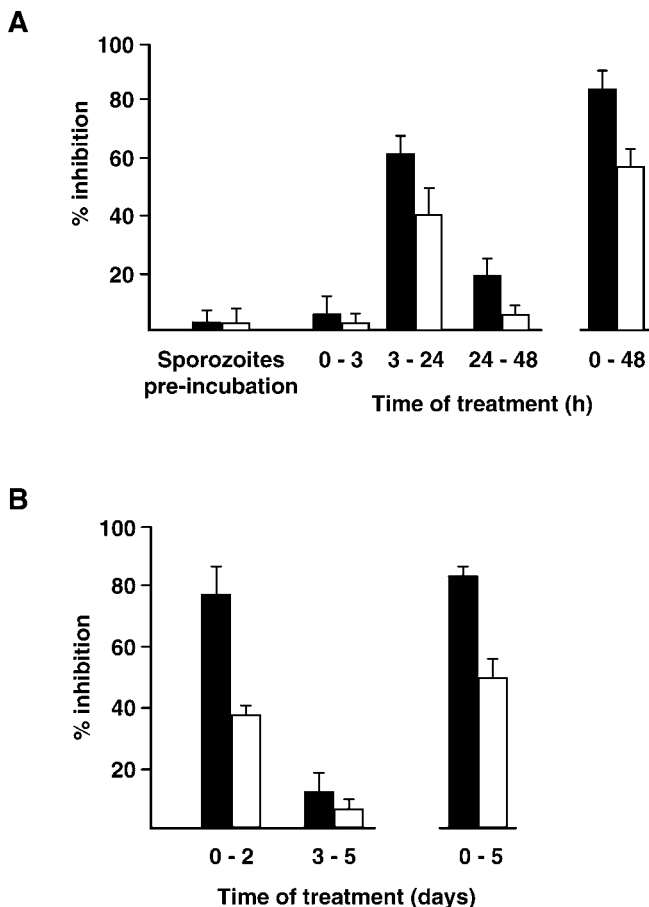 A
100
80
60
40
20
% inhibition
Sporozoites
pre-incubation
0 - 3
3 - 24
24 - 48
0 - 48
Time of treatment (h)
B
100
80
60
40
20
% inhibition
0 - 2
3 - 5
0 - 5
Time of treatment (days)